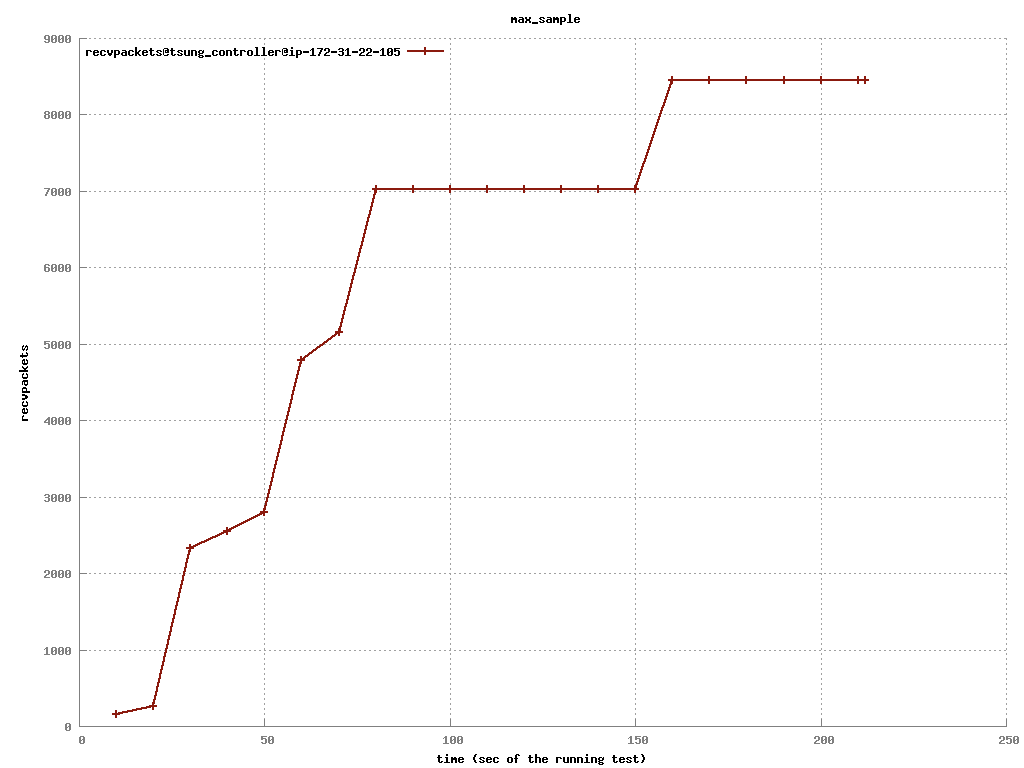 max_sample
9000
recvpackets@tsung_controller@ip-172-31-22-105
8000
7000
6000
5000
recvpackets
4000
3000
2000
1000
0
0 50 100 150 200 250
time (sec of the running test)